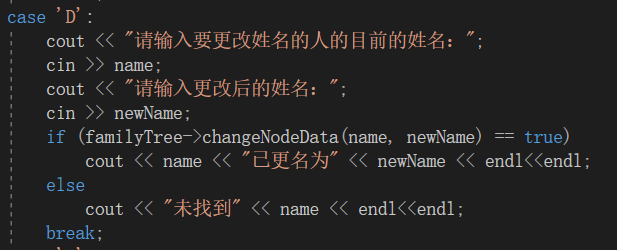 case 'D':
cout << "请输入要更改姓名的人的目前的姓名：";
cin >> name;
cout << "请输入更改后的姓名：";
cin >> newName;
if (familyTree->changeNodeData(name, newName) == true)
cout << name << "已更名为" << newName << endl<<endl;
else
cout << "未找到" << name << endl<<endl;
break;